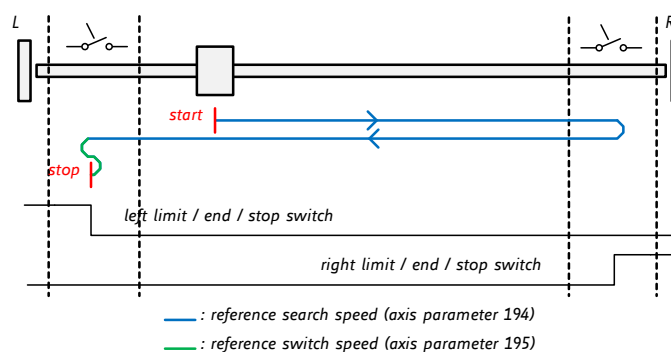 L
R
start
stop
left limit / end / stop switch
right limit / end / stop switch
: reference search speed (axis parameter 194)
: reference switch speed (axis parameter 195)